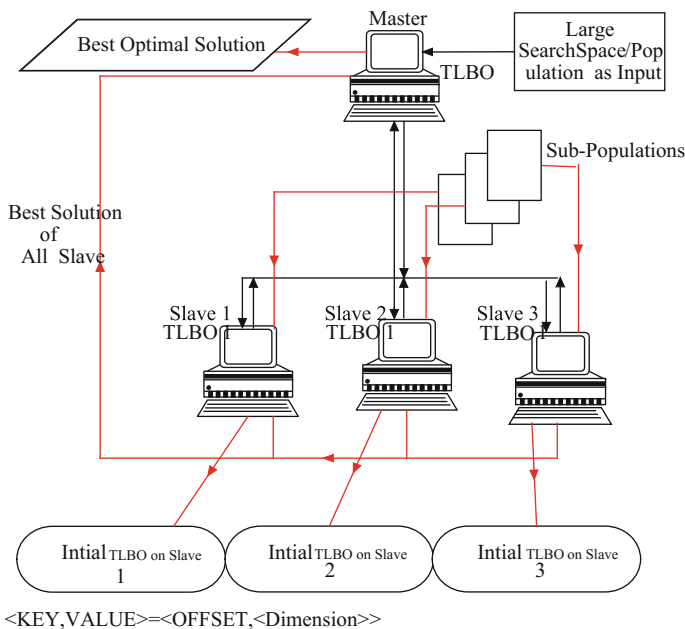 Master
Best Optimal Solution
Large
SearchSpace/Pop
ulation as Input
TLBO
Sub-Populations
Best Solution
of
All Slave
Slave 1
TLBO 1
Slave 2
TLBO 1
Slave 3
TLBO 1
Intial TLBO on Slave
1
Intial TLBO on Slave
2
Intial TLBO on Slave
3
<KEY,VALUE>=<OFFSET,<Dimension>>